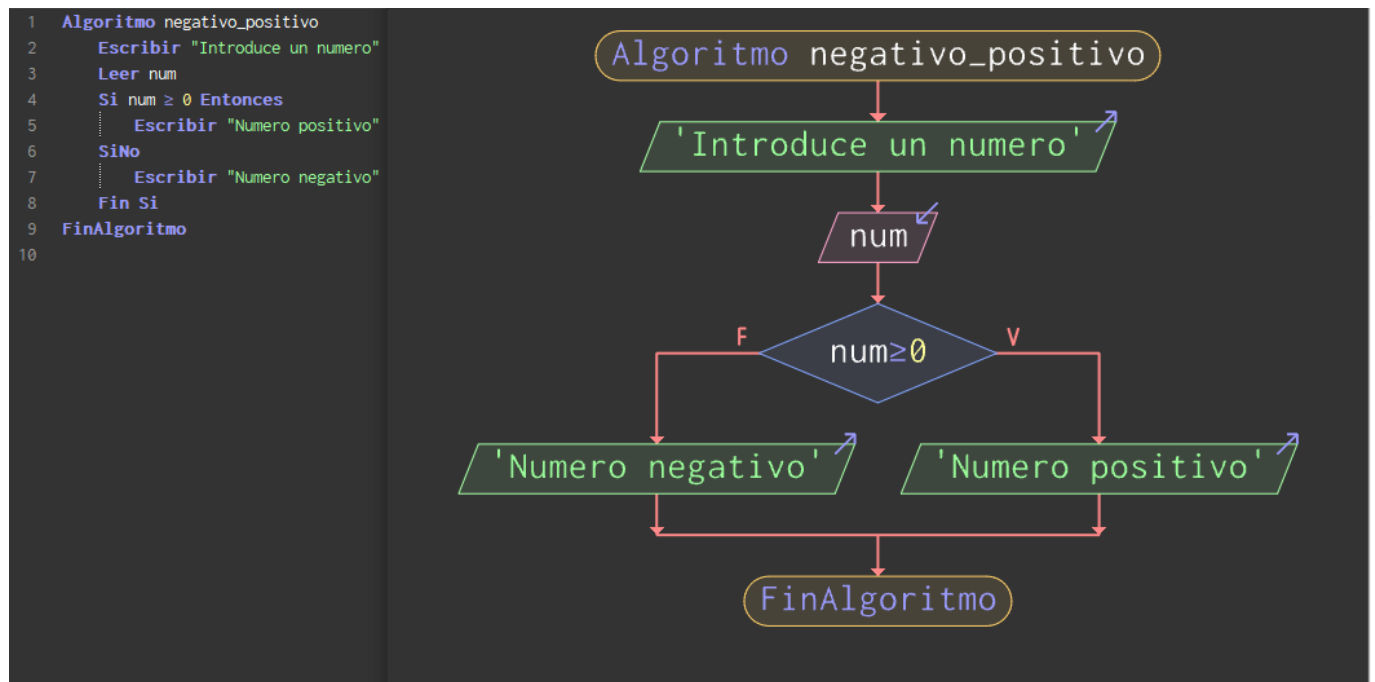 1 Algoritmo negativo_positivo
2 Escribir "Introduce un numero"
3 Leer num
4 Si num ≥ 0 Entonces
5 Escribir "Numero positivo"
6 SiNo
7 Escribir "Numero negativo"
8 Fin Si
9 FinAlgoritmo
10
Algoritmo negativo_positivo
'Introduce un numero'
num
F
num≥0
V
'Numero negativo'
'Numero positivo'
FinAlgoritmo